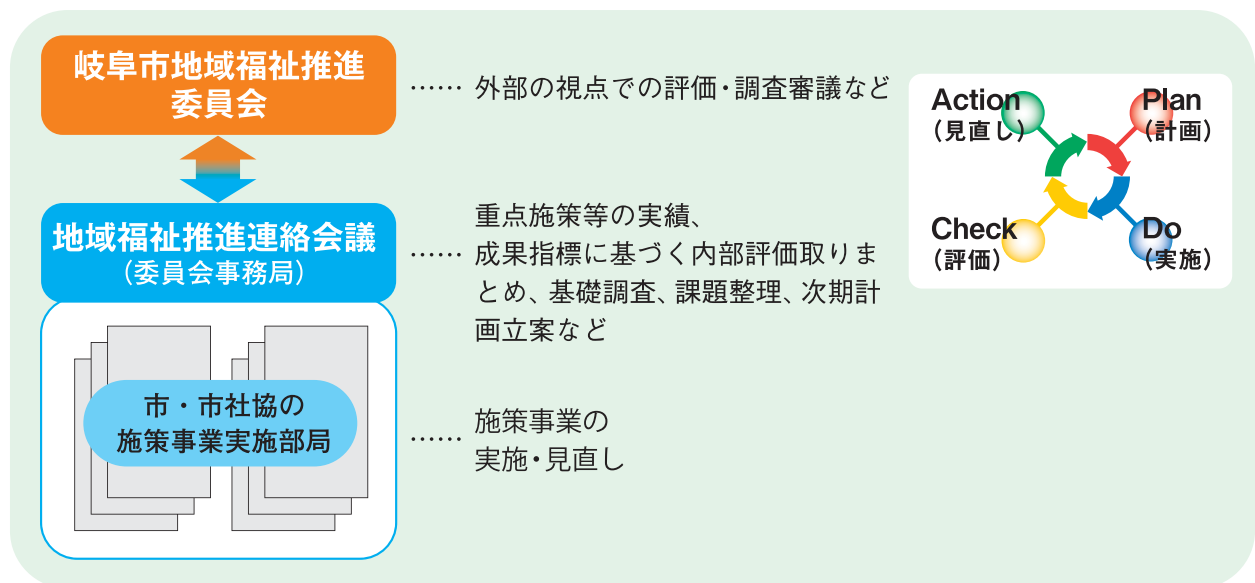 岐阜市地域福祉推進
委員会
……外部の視点での評価・調査審議など
地域福祉推進連絡会議
（委員会事務局）
……重点施策等の実績、
成果指標に基づく内部評価取りま
とめ、基礎調査、課題整理、次期計
画立案など
市・市社協の
施策事業実施部局
……施策事業の
実施・見直し
Action
（見直し）
Plan
（計画）
Check
（評価）
Do
（実施）